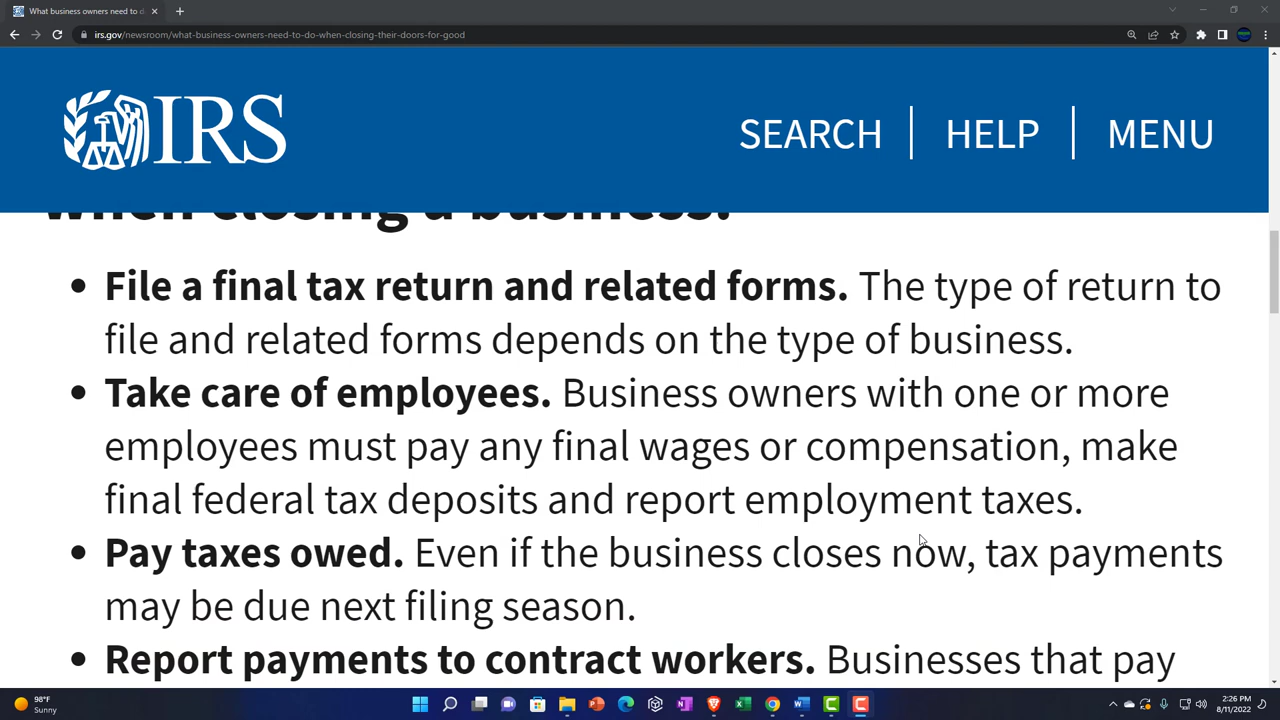 What business owners need to d
irs.gov/newsroom/what-business-owners-need-to-do-when-closing-their-doors-for-good
IRS
SEARCH
HELP
MENU
when closing a business:
• File a final tax return and related forms. The type of return to
file and related forms depends on the type of business.
• Take care of employees. Business owners with one or more
employees must pay any final wages or compensation, make
final federal tax deposits and report employment taxes.
• Pay taxes owed. Even if the business closes now, tax payments
may be due next filing season.
• Report payments to contract workers. Businesses that pay
98°F
Sunny
2:26 PM
8/11/2022